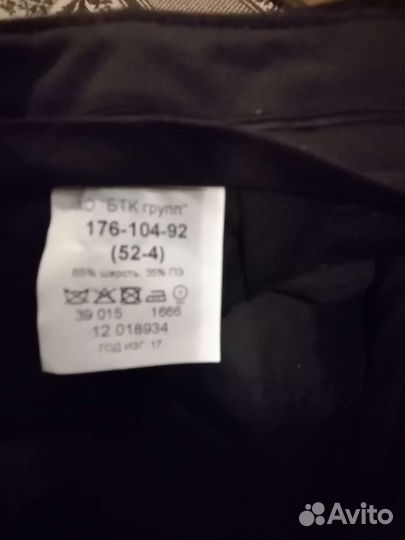 АО "БТК групп"
176-104-92
(52-4)
65% шерсть, 35% ПЭ
39 015 1666
12 018934
ГОД ИЗГ. 17
Avito